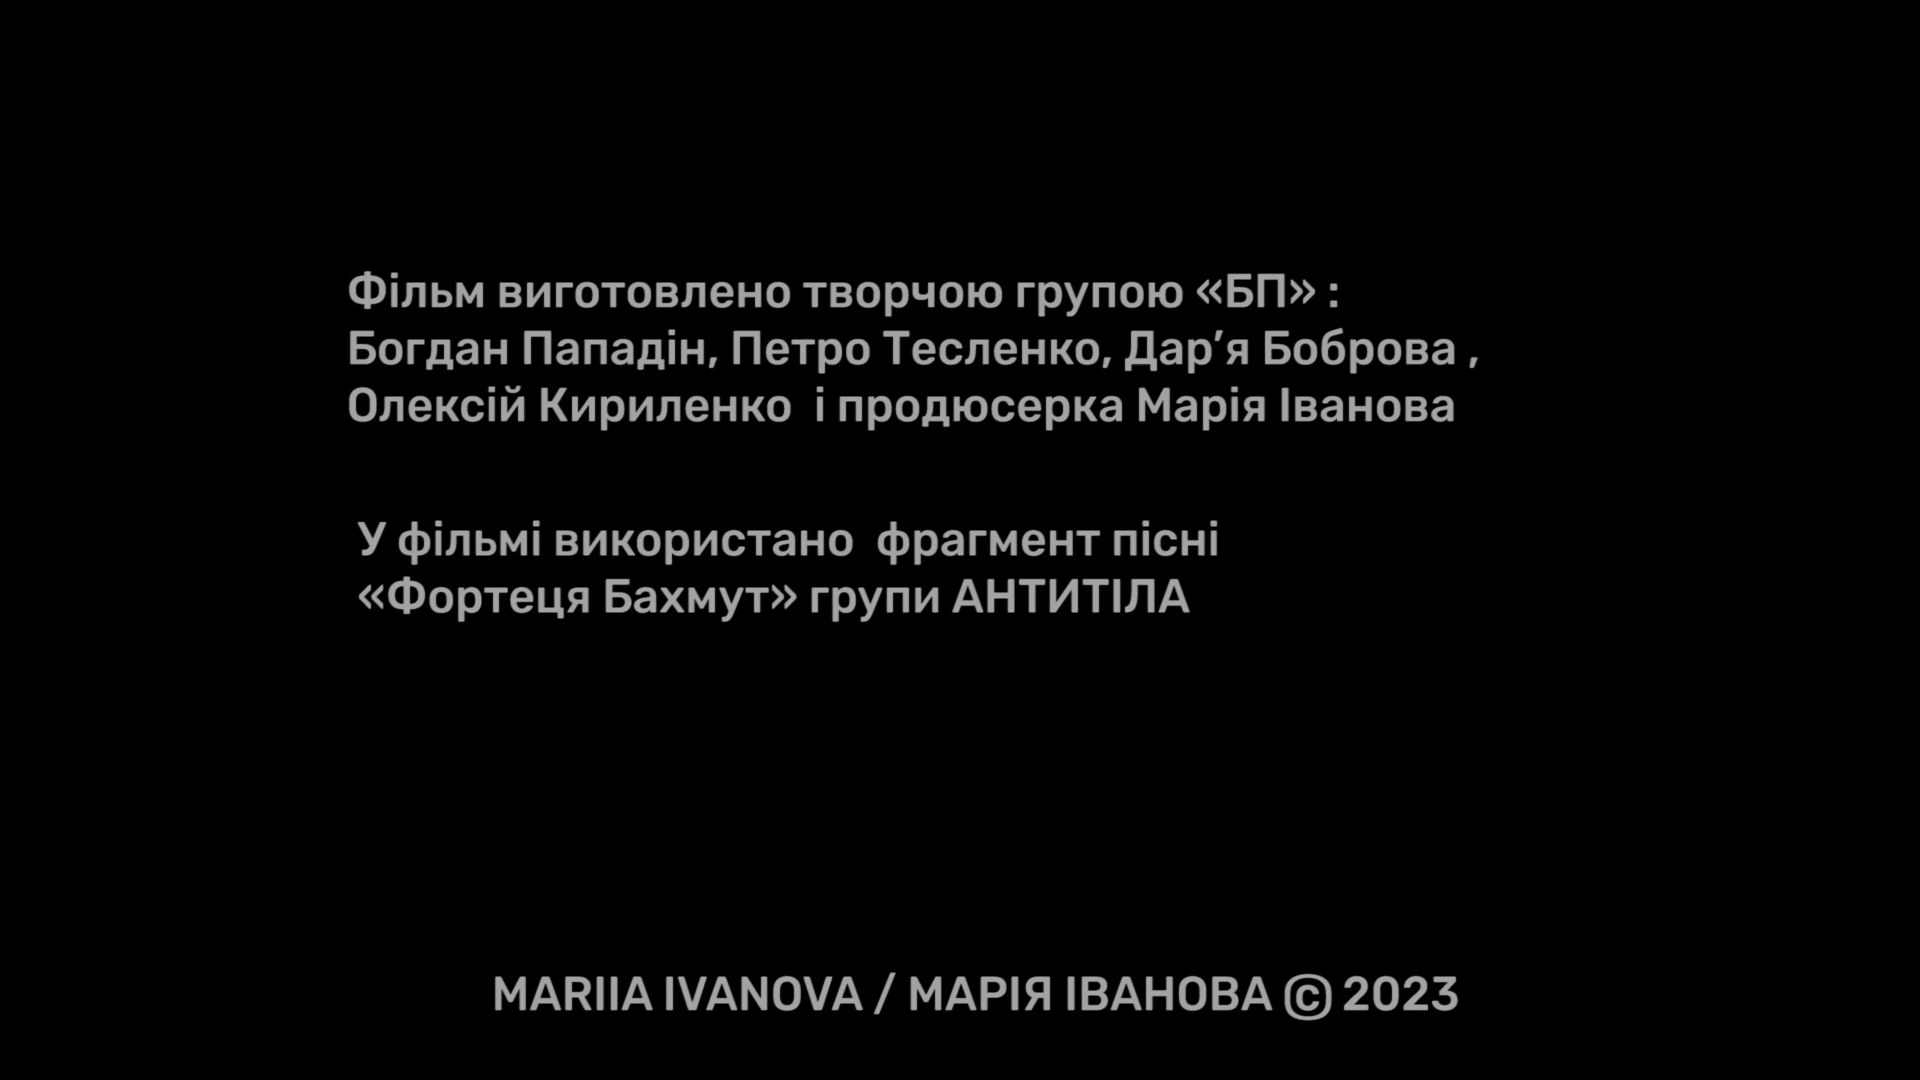 Фільм виготовлено творчою групою «БП» :
Богдан Пападін, Петро Тесленко, Дар’я Боброва ,
Олексій Кириленко  і продюсерка Марія Іванова
У фільмі використано  фрагмент пісні
«Фортеця Бахмут» групи АНТИТІЛА
MARIIA IVANOVA / МАРІЯ ІВАНОВА © 2023